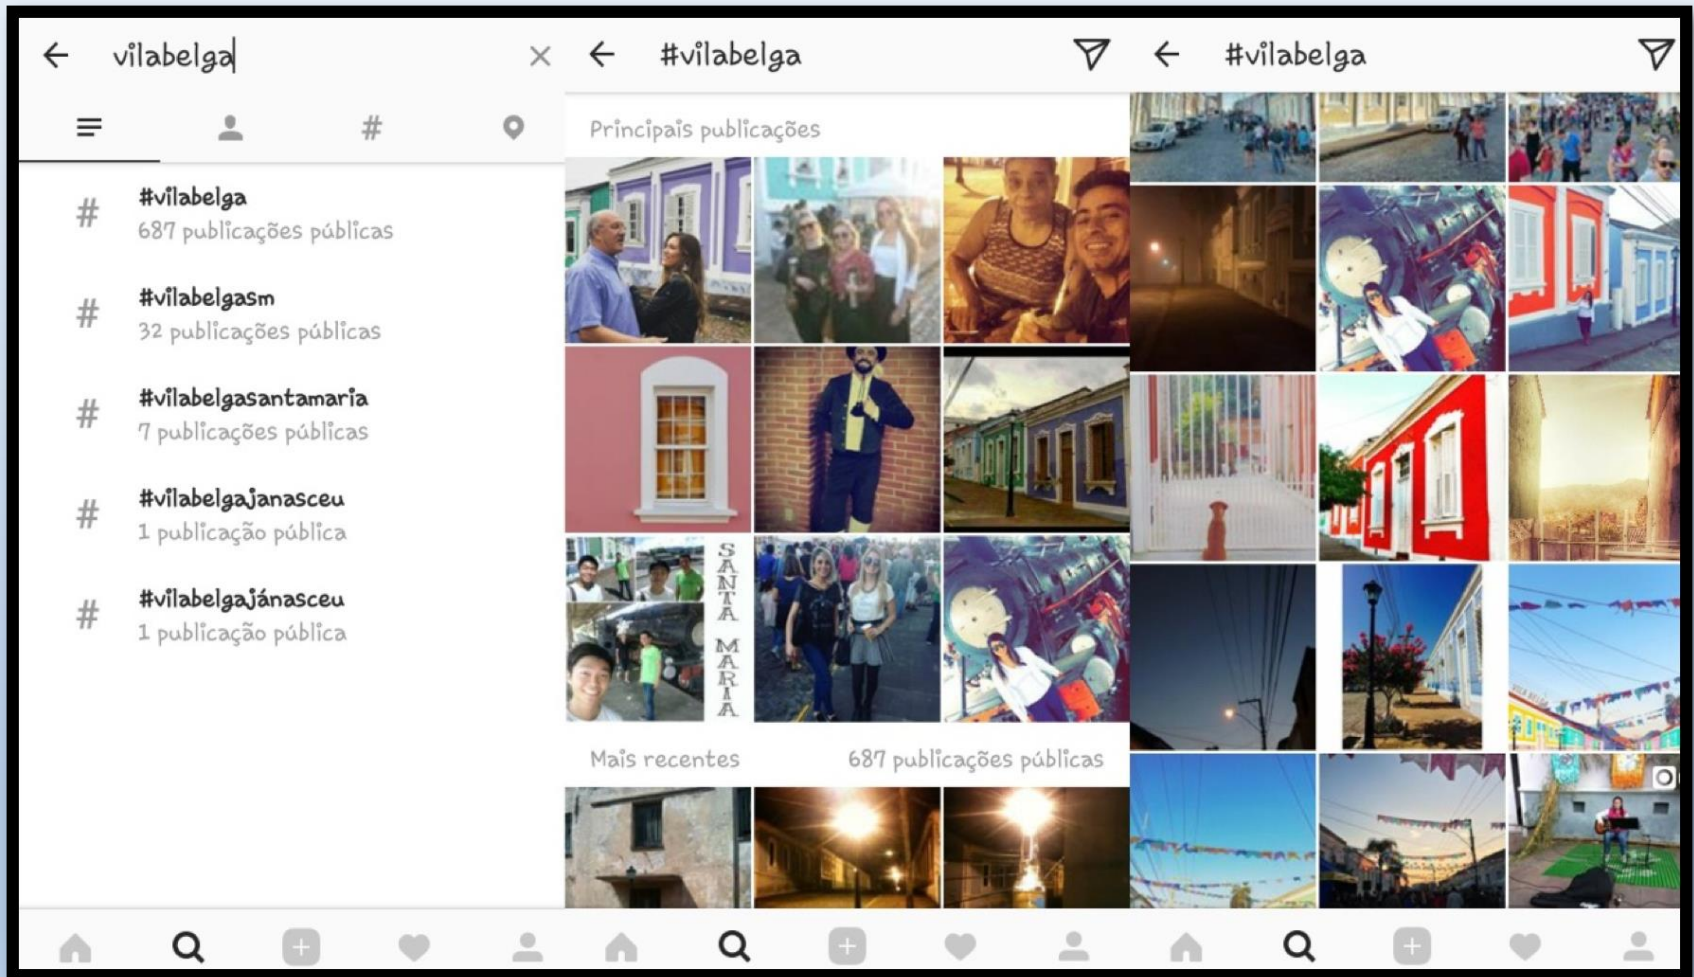 vilabelga
#
#
#vilabelga
687 publicações públicas
#
#vilabelgasm
32 publicações públicas
#
#vilabelgasantamaria
7 publicações públicas
#
#vilabelgajanasceu
1 publicação pública
#
#vilabelgajánasceu
1 publicação pública
#vilabelga
Principais publicações
SANTA MARIA
Mais recentes
687 publicações públicas
#vilabelga